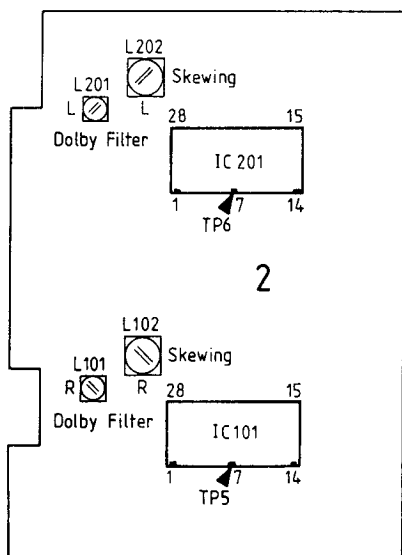 L202
Skewing
L201
L
L
Dolby Filter
28
15
IC 201
1
7
14
TP6
2
L102
Skewing
L101
R
R
Dolby Filter
28
15
IC101
1
7
14
TP5